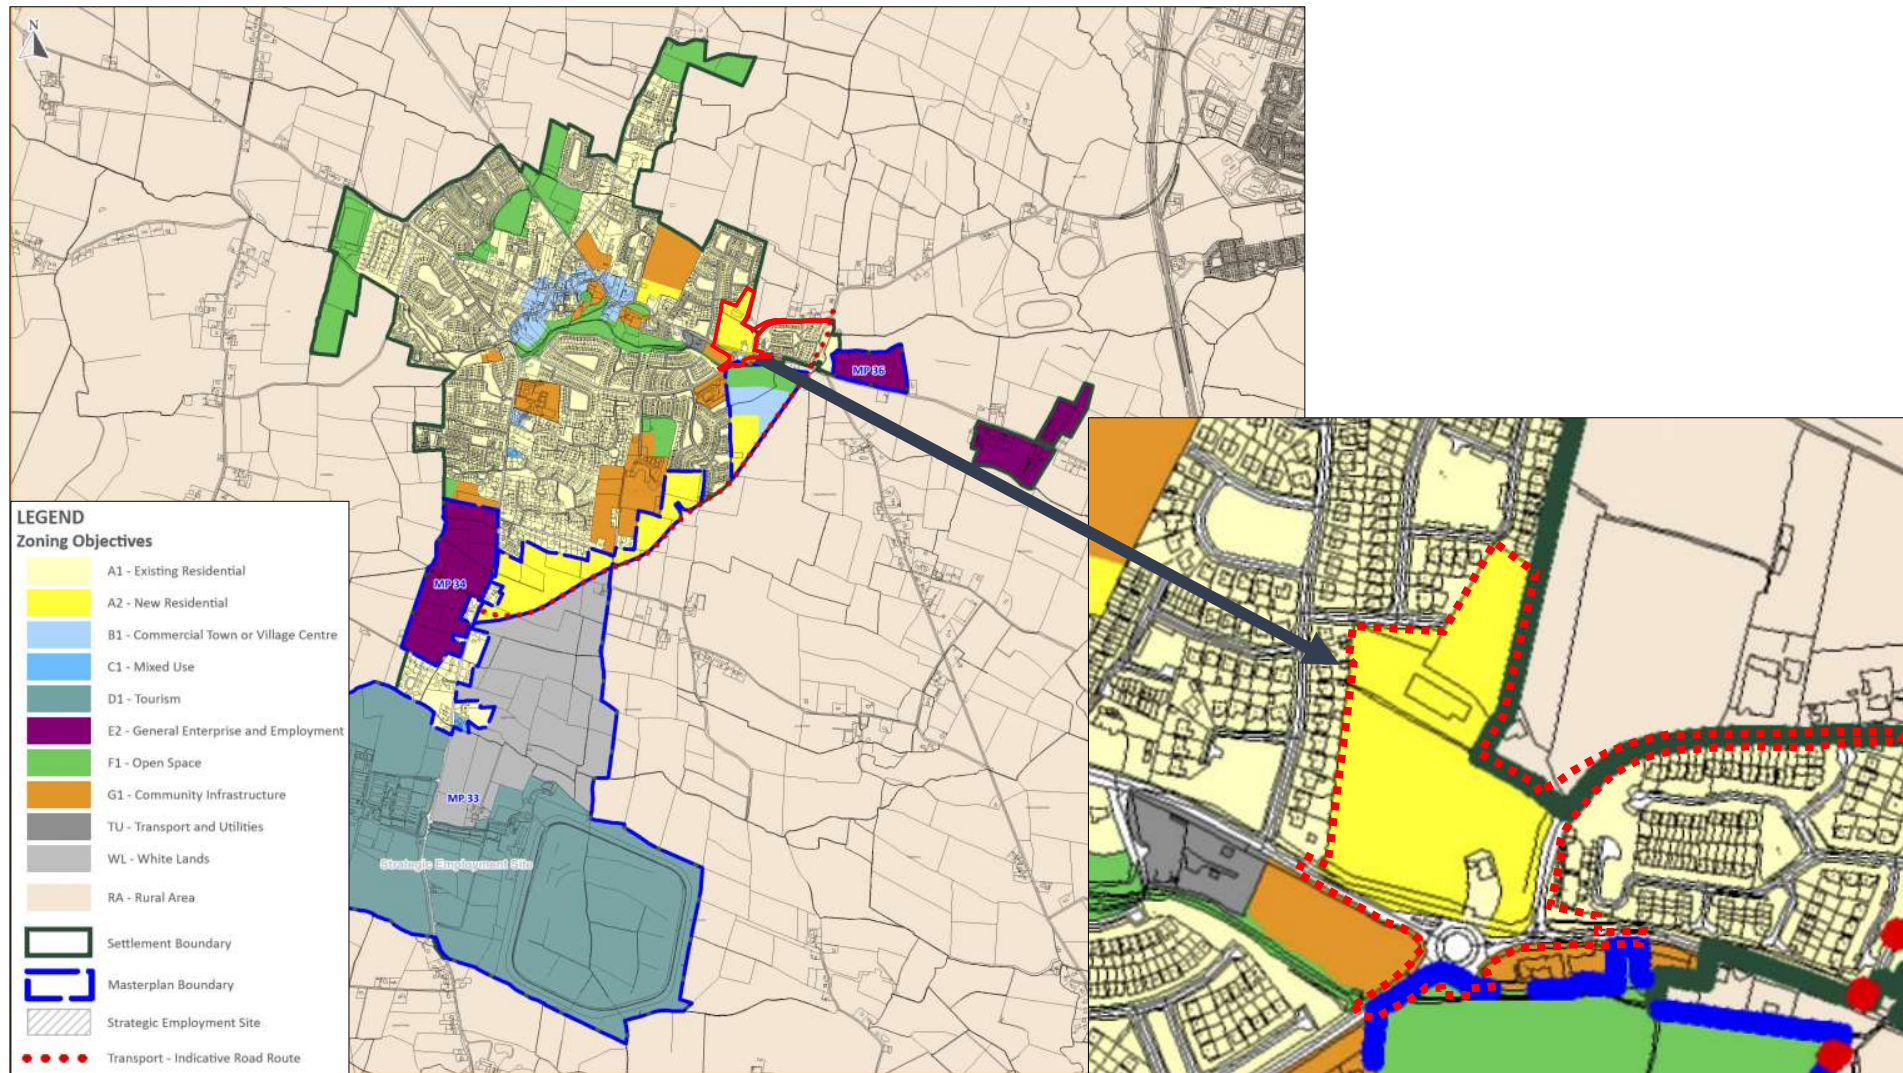 N
MP 36
MP 34
MP 33
Strategic Employment Site
LEGEND
Zoning Objectives
A1 - Existing Residential
A2 - New Residential
B1 - Commercial Town or Village Centre
C1 - Mixed Use
D1 - Tourism
E2 - General Enterprise and Employment
F1 - Open Space
G1 - Community Infrastructure
TU - Transport and Utilities
WL - White Lands
RA - Rural Area
Settlement Boundary
Masterplan Boundary
Strategic Employment Site
Transport - Indicative Road Route